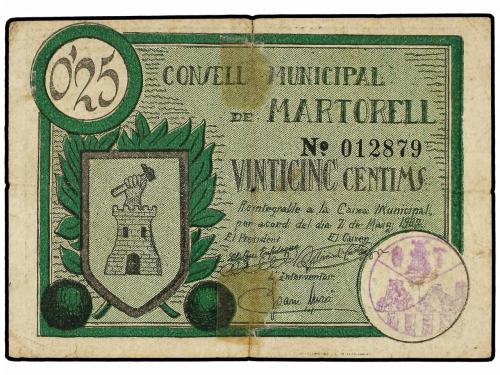 0'25
CONSELL MUNICIPAL
DE MARTORELL
Nº 012879
VINTICINC CENTIMS
Reintegrable a la Caixa Municipal,
per acord del dia 7 de Maig 1937
El President El Caixer
L'Interventor